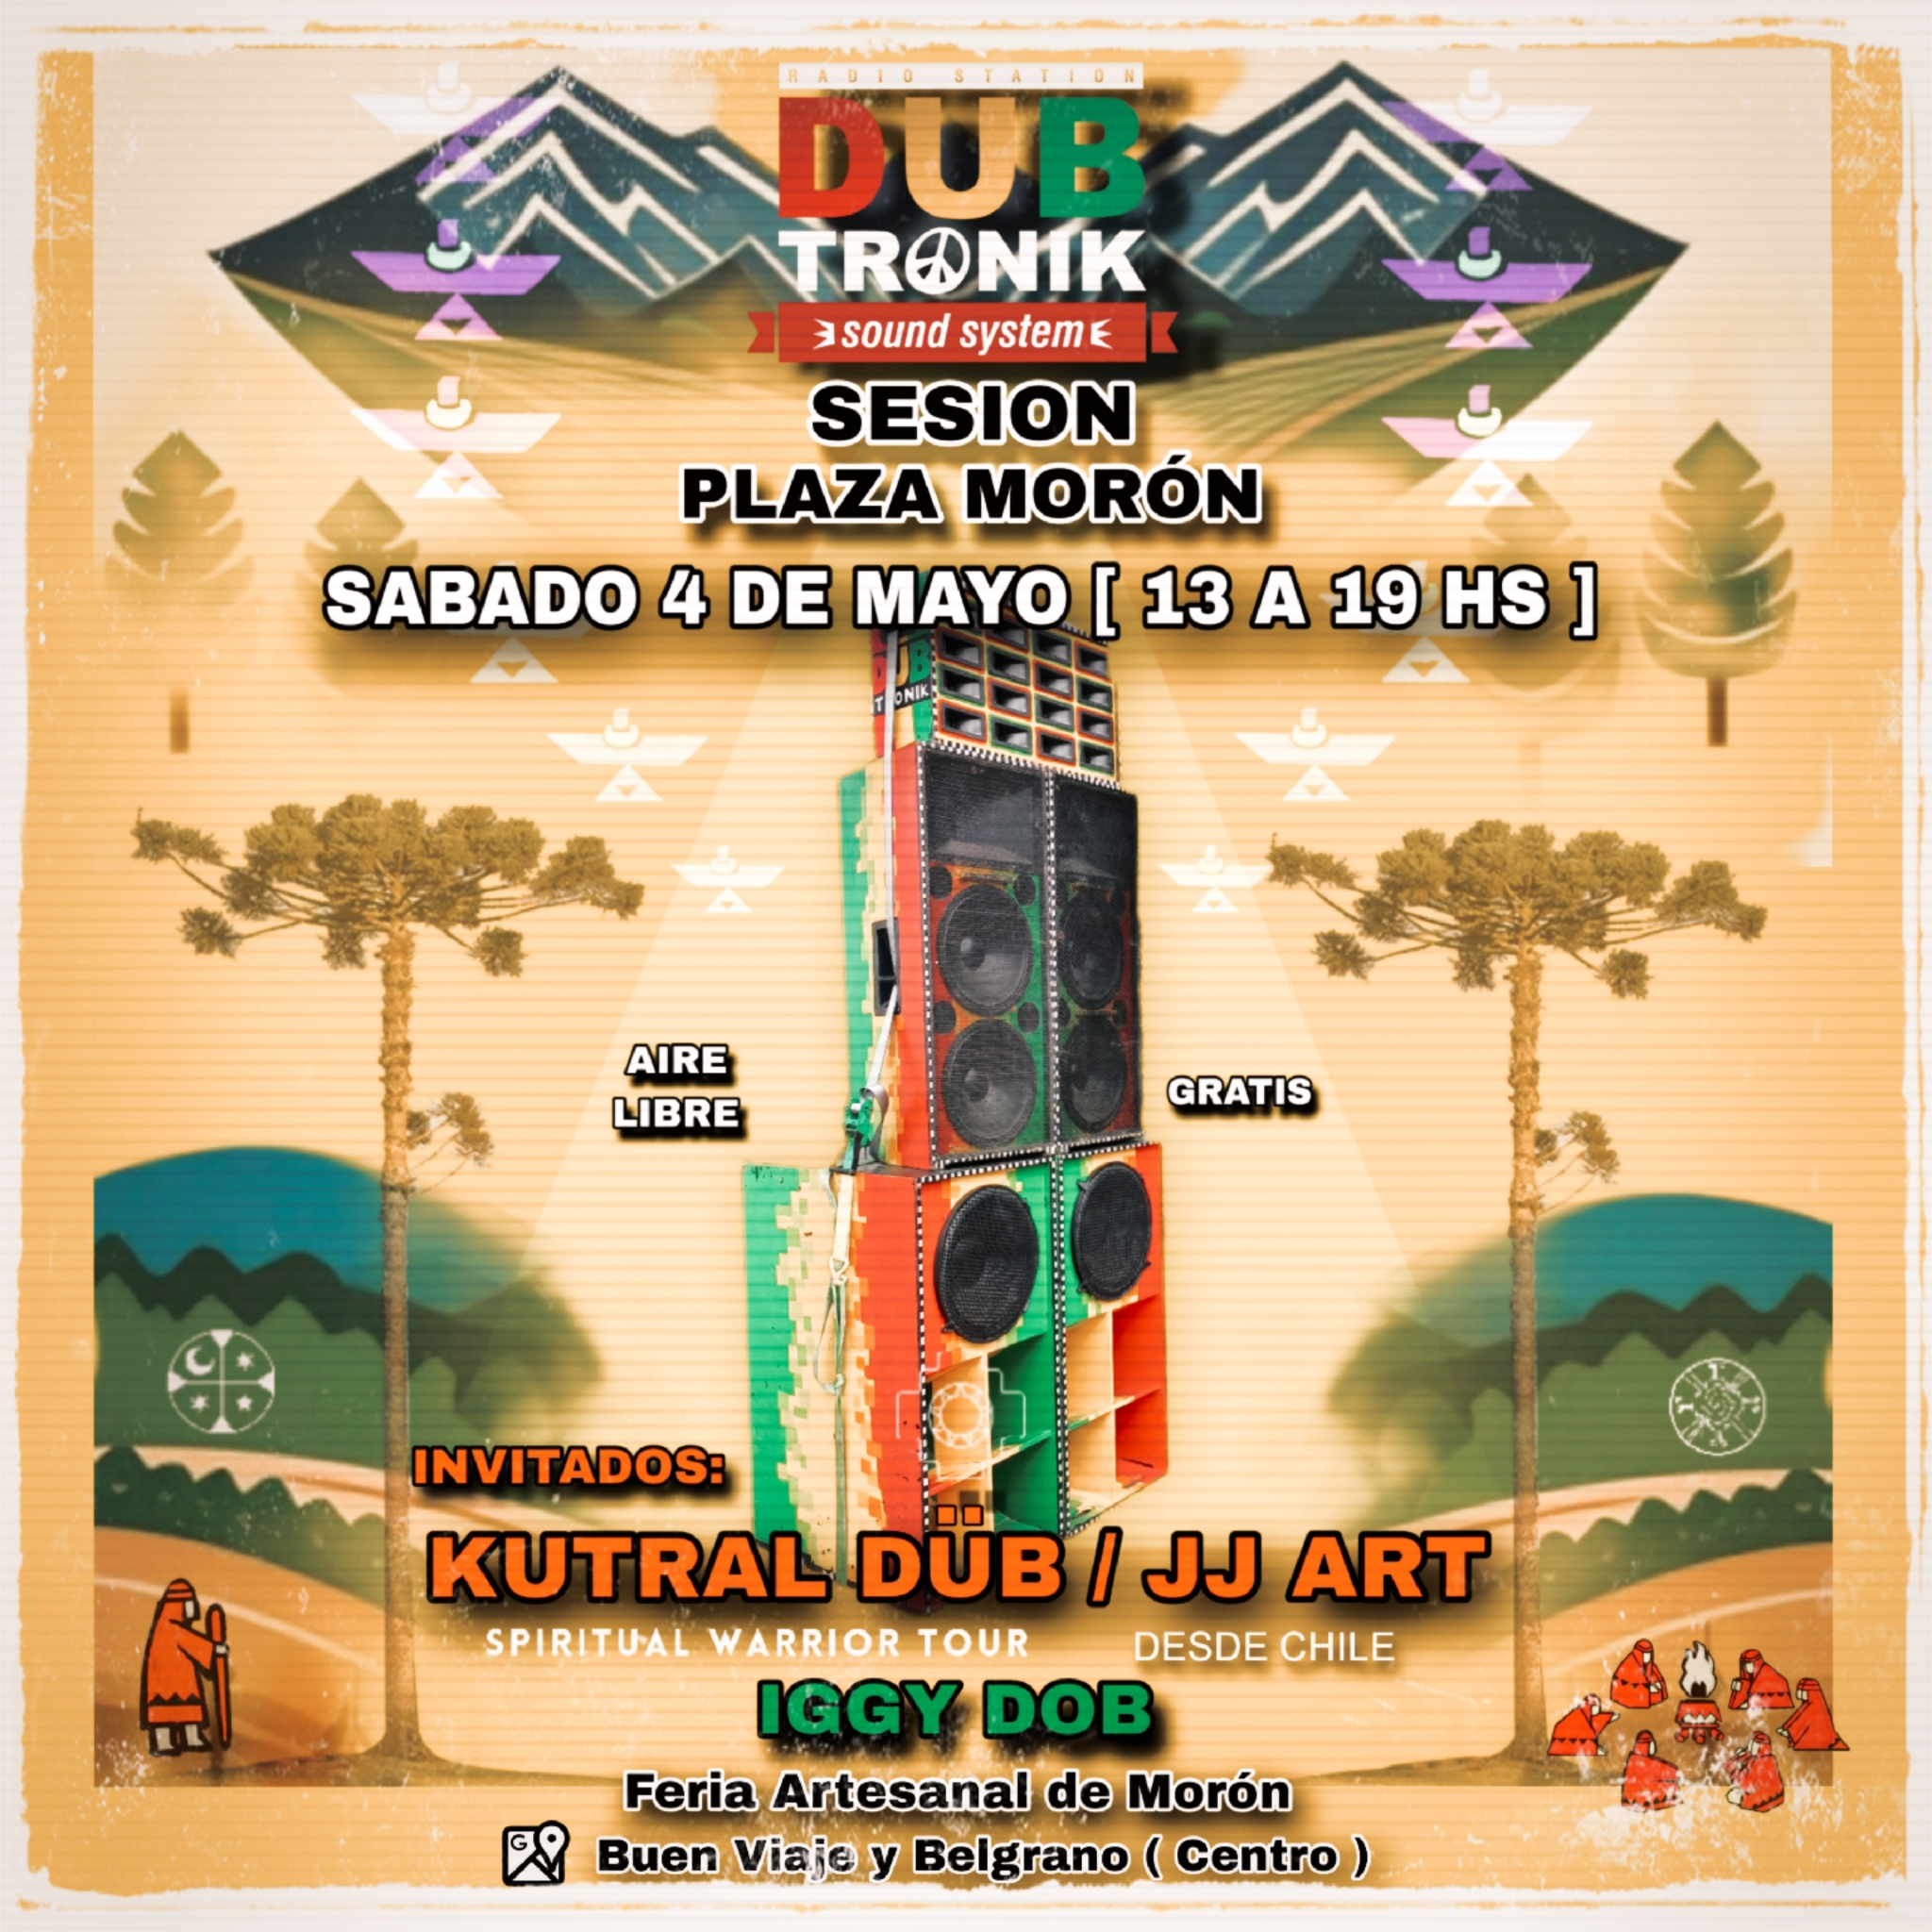 RADIO STATION
DUB
TRONIK
sound system
SESION
PLAZA MORÓN
SABADO 4 DE MAYO [ 13 A 19 HS ]
DUB
TRONIK
AIRE
LIBRE
GRATIS
INVITADOS:
KUTRAL DÜB / JJ ART
SPIRITUAL WARRIOR TOUR DESDE CHILE
IGGY DOB
Feria Artesanal de Morón
G
Buen Viaje y Belgrano ( Centro )